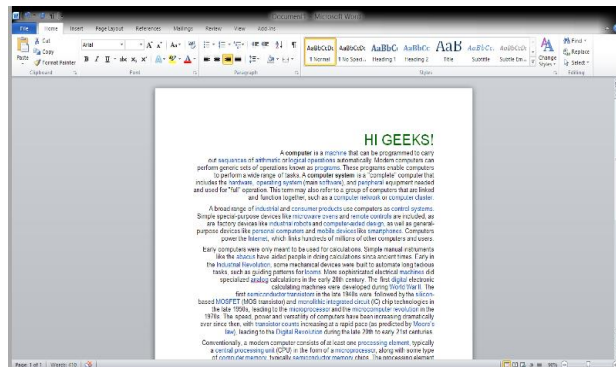 Document1 - Microsoft Word
File Home Insert Page Layout References Mailings Review View Add-Ins
Cut
Copy
Format Painter
Paste
Clipboard
Arial
Font
Paragraph
AaBbCcDc AaBbCcDc AaBbC AaBbCc AaB AaBbCc. AaBbCcDc
¶ Normal ¶ No Spaci... Heading 1 Heading 2 Title Subtitle Subtle Em...
Change Styles
Styles
Find
Replace
Select
Editing
HI GEEKS!
A computer is a machine that can be programmed to carry
out sequences of arithmetic or logical operations automatically. Modern computers can
perform generic sets of operations known as programs. These programs enable computers
to perform a wide range of tasks. A computer system is a "complete" computer that
includes the hardware, operating system (main software), and peripheral equipment needed
and used for "full" operation. This term may also refer to a group of computers that are linked
and function together, such as a computer network or computer cluster.
A broad range of industrial and consumer products use computers as control systems.
Simple special-purpose devices like microwave ovens and remote controls are included, as
are factory devices like industrial robots and computer-aided design, as well as general-
purpose devices like personal computers and mobile devices like smartphones. Computers
power the Internet, which links hundreds of millions of other computers and users.
Early computers were only meant to be used for calculations. Simple manual instruments
like the abacus have aided people in doing calculations since ancient times. Early in
the Industrial Revolution, some mechanical devices were built to automate long tedious
tasks, such as guiding patterns for looms. More sophisticated electrical machines did
specialized analog calculations in the early 20th century. The first digital electronic
calculating machines were developed during World War II. The
first semiconductor transistors in the late 1940s were followed by the silicon-
based MOSFET (MOS transistor) and monolithic integrated circuit (IC) chip technologies in
the late 1950s, leading to the microprocessor and the microcomputer revolution in the
1970s. The speed, power and versatility of computers have been increasing dramatically
ever since then, with transistor counts increasing at a rapid pace (as predicted by Moore's
law), leading to the Digital Revolution during the late 20th to early 21st centuries.
Conventionally, a modern computer consists of at least one processing element, typically
a central processing unit (CPU) in the form of a microprocessor, along with some type
of computer memory, typically semiconductor memory chips. The processing element
Page: 1 of 1 Words: 310 90%